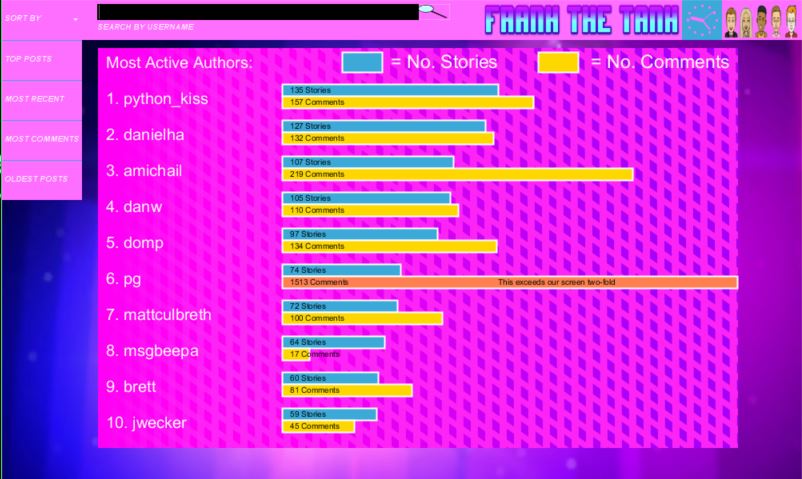 SORT BY
SEARCH BY USERNAME
FRANK THE TANK
TOP POSTS
MOST RECENT
MOST COMMENTS
OLDEST POSTS
Most Active Authors:
= No. Stories
= No. Comments
1. python_kiss
135 Stories
157 Comments
2. danielha
127 Stories
132 Comments
3. amichail
107 Stories
219 Comments
4. danw
105 Stories
110 Comments
5. domp
97 Stories
134 Comments
6. pg
74 Stories
1513 Comments
This exceeds our screen two-fold
7. mattculbreth
72 Stories
100 Comments
8. msgbeepa
64 Stories
17 Comments
9. brett
60 Stories
81 Comments
10. jwecker
59 Stories
45 Comments